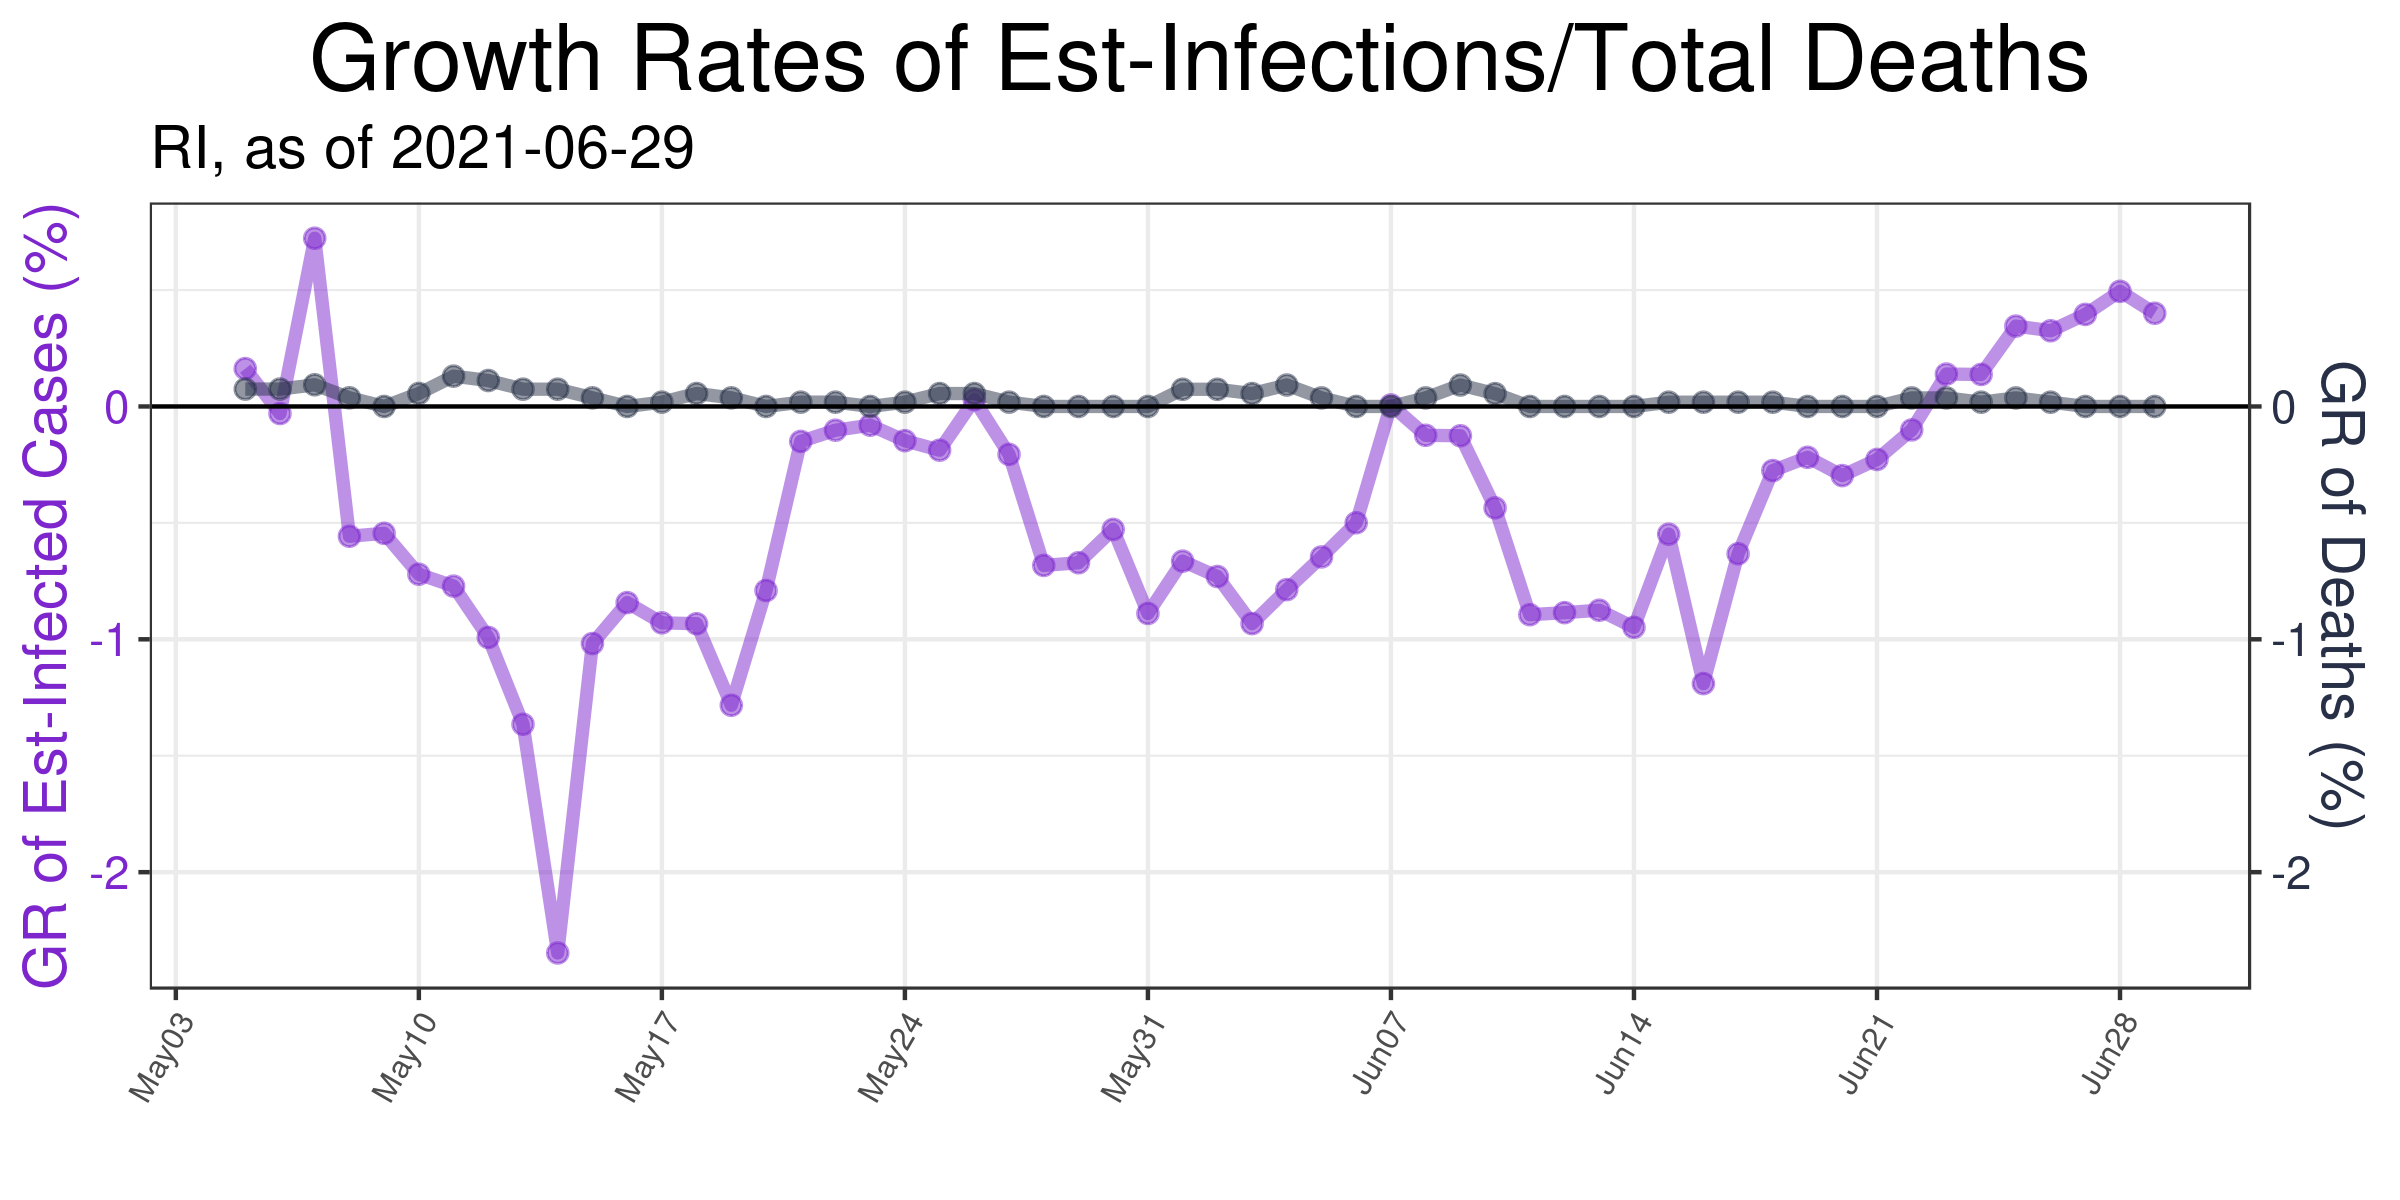 Growth Rates of Est-Infections/Total Deaths
RI, as of 2021-06-29
GR of Est-Infected Cases (%)
0
-1
-2
0
-1
-2
GR of Deaths (%)
May03
May10
May17
May24
May31
Jun07
Jun14
Jun21
Jun28